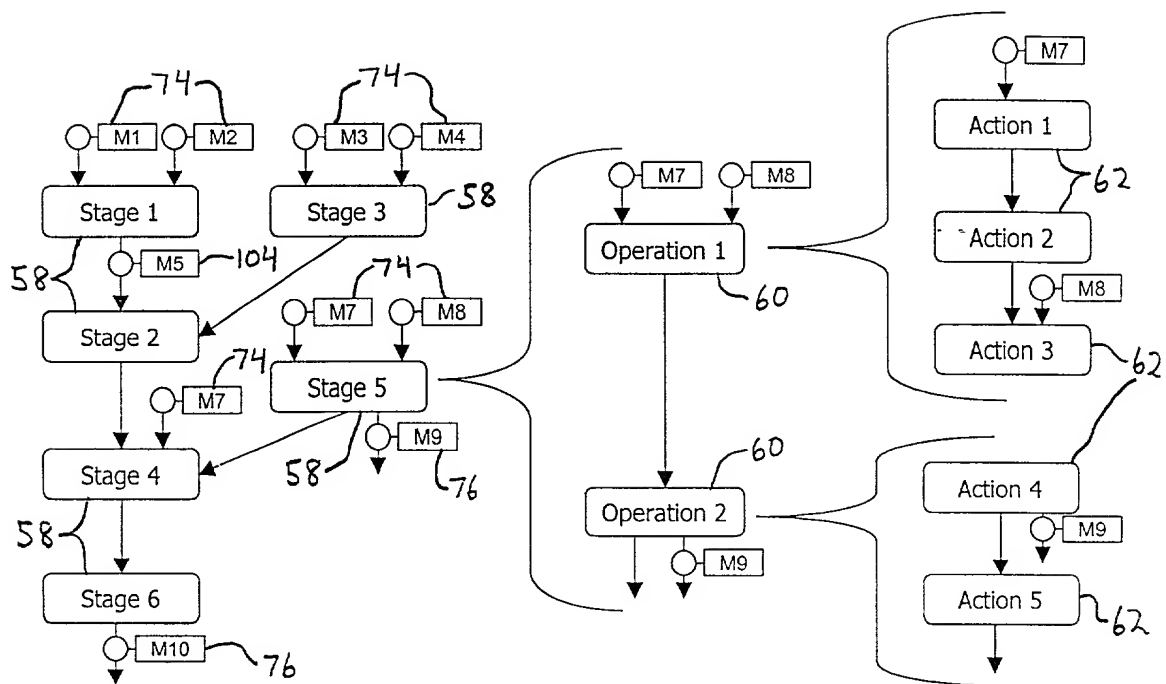 74
74
M1
M2
M3
M4
Stage 1
Stage 3
58
58
M5
104
74
M7
M8
Stage 2
Stage 5
74
M7
58
M9
76
Stage 4
58
Stage 6
M10
76
M7
M8
Operation 1
60
60
Operation 2
M9
M7
Action 1
62
Action 2
M8
Action 3
62
Action 4
M9
Action 5
62